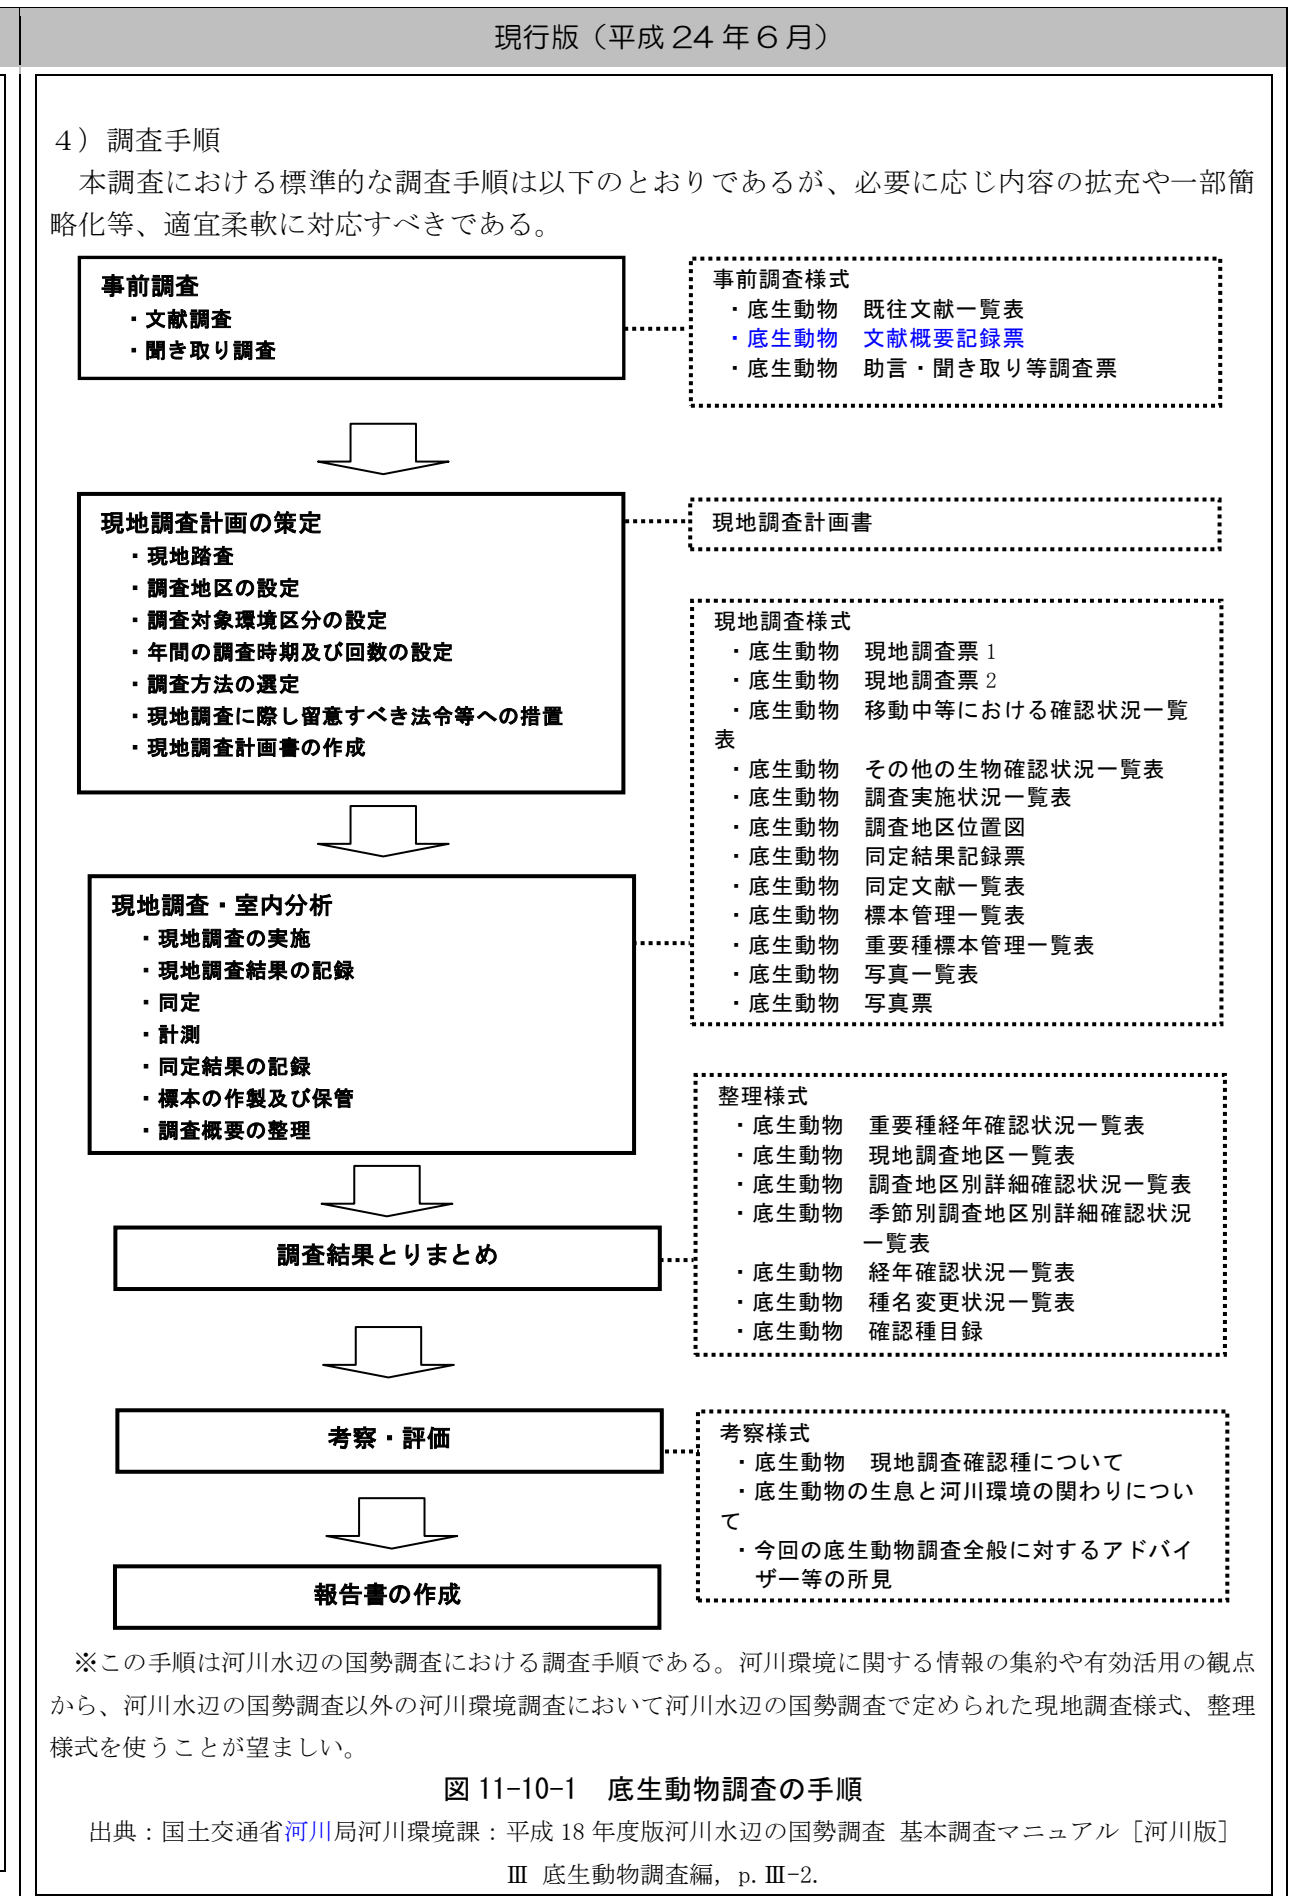 現行版（平成24年6月）
4）調査手順
本調査における標準的な調査手順は以下のとおりであるが、必要に応じ内容の拡充や一部簡
略化等、適宜柔軟に対応すべきである。
事前調査
・文献調査
・聞き取り調査
事前調査様式
・底生動物　既往文献一覧表
・底生動物　文献概要記録票
・底生動物　助言・聞き取り等調査票
現地調査計画の策定
・現地踏査
・調査地区の設定
・調査対象環境区分の設定
・年間の調査時期及び回数の設定
・調査方法の選定
・現地調査に際し留意すべき法令等への措置
・現地調査計画書の作成
現地調査計画書
現地調査様式
・底生動物　現地調査票1
・底生動物　現地調査票2
・底生動物　移動中等における確認状況一覧
表
・底生動物　その他の生物確認状況一覧表
・底生動物　調査実施状況一覧表
・底生動物　調査地区位置図
・底生動物　同定結果記録票
・底生動物　同定文献一覧表
・底生動物　標本管理一覧表
・底生動物　重要種標本管理一覧表
・底生動物　写真一覧表
・底生動物　写真票
現地調査・室内分析
・現地調査の実施
・現地調査結果の記録
・同定
・計測
・同定結果の記録
・標本の作製及び保管
・調査概要の整理
整理様式
・底生動物　重要種経年確認状況一覧表
・底生動物　現地調査地区一覧表
・底生動物　調査地区別詳細確認状況一覧表
・底生動物　季節別調査地区別詳細確認状況
一覧表
・底生動物　経年確認状況一覧表
・底生動物　種名変更状況一覧表
・底生動物　確認種目録
調査結果とりまとめ
考察・評価
考察様式
・底生動物　現地調査確認種について
・底生動物の生息と河川環境の関わりについ
て
・今回の底生動物調査全般に対するアドバイ
ザー等の所見
報告書の作成
※この手順は河川水辺の国勢調査における調査手順である。河川環境に関する情報の集約や有効活用の観点
から、河川水辺の国勢調査以外の河川環境調査において河川水辺の国勢調査で定められた現地調査様式、整理
様式を使うことが望ましい。
図11-10-1　底生動物調査の手順
出典：国土交通省河川局河川環境課：平成18年度版河川水辺の国勢調査 基本調査マニュアル［河川版］
Ⅲ 底生動物調査編, p.Ⅲ-2.